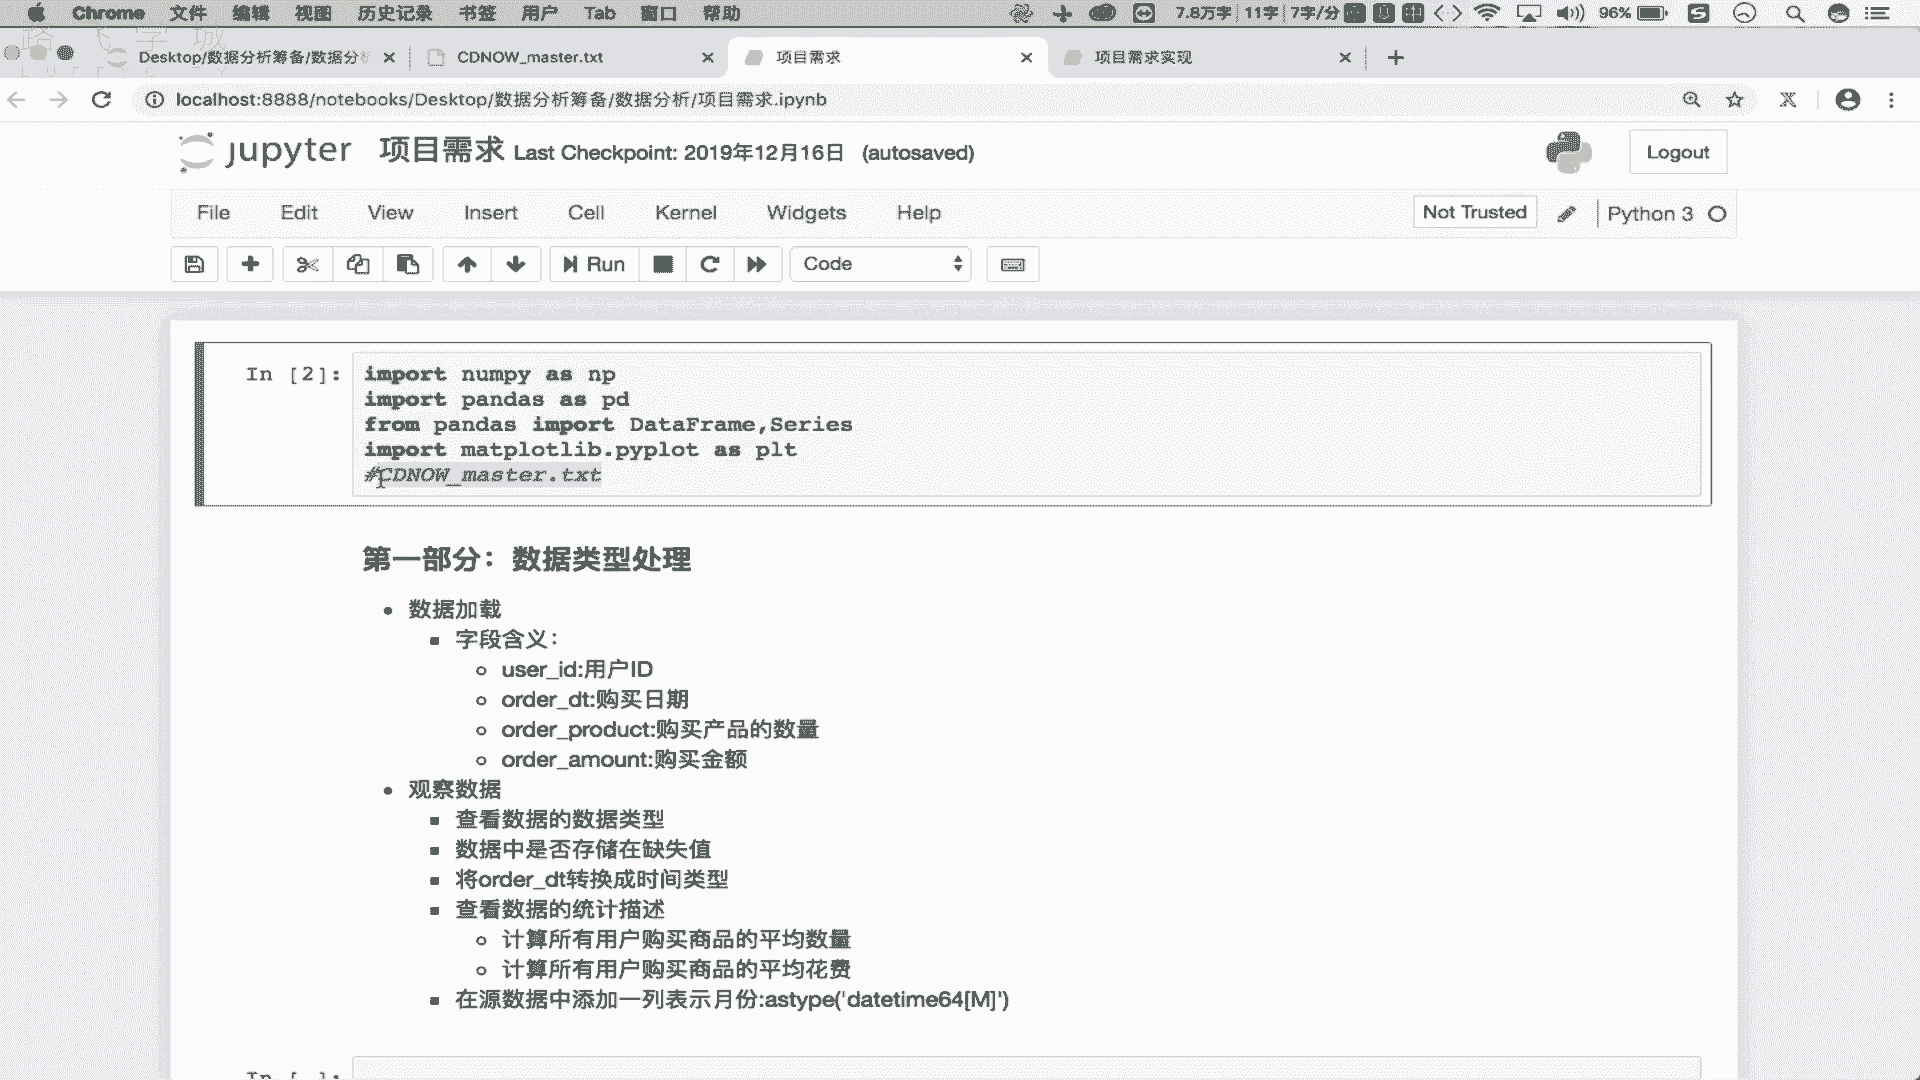 Chrome 文件 编辑 视图 历史记录 书签 用户 Tab 窗口 帮助 7.8万字 11字 7字/分 96%
Desktop/数据分析筹备/数据分析 CDNOW_master.txt 项目需求 项目需求实现
localhost:8888/notebooks/Desktop/数据分析筹备/数据分析/项目需求.ipynb
jupyter 项目需求 Last Checkpoint: 2019年12月16日 (autosaved) Logout
File Edit View Insert Cell Kernel Widgets Help Not Trusted Python 3
Run Code
In [2]: import numpy as np
import pandas as pd
from pandas import DataFrame,Series
import matplotlib.pyplot as plt
#CDNOW_master.txt
第一部分：数据类型处理
数据加载
字段含义：
user_id:用户ID
order_dt:购买日期
order_product:购买产品的数量
order_amount:购买金额
观察数据
查看数据的数据类型
数据中是否存储在缺失值
将order_dt转换成时间类型
查看数据的统计描述
计算所有用户购买商品的平均数量
计算所有用户购买商品的平均花费
在源数据中添加一列表示月份:astype('datetime64[M]')
In [ ]: